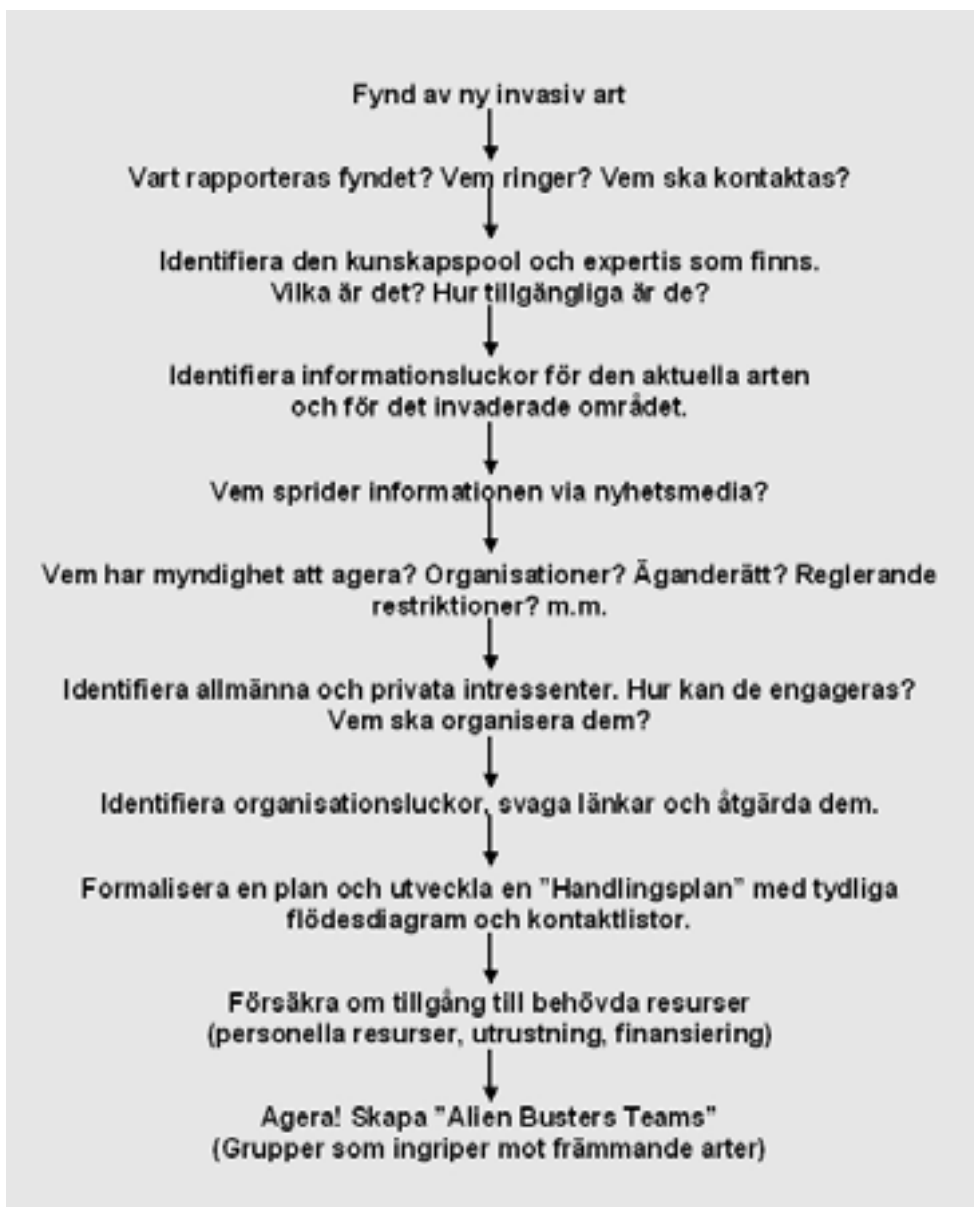 Fynd av ny invasiv art
Vart rapporteras fyndet? Vem ringer? Vem ska kontaktas?
Identifiera den kunskapspool och expertis som finns.
Vilka är det? Hur tillgängliga är de?
Identifiera informationsluckor för den aktuella arten
och för det invaderade området.
Vem sprider informationen via nyhetsmedia?
Vem har myndighet att agera? Organisationer? Äganderätt? Reglerande
restriktioner? m.m.
Identifiera allmänna och privata intressenter. Hur kan de engageras?
Vem ska organisera dem?
Identifiera organisationsluckor, svaga länkar och åtgärda dem.
Formalisera en plan och utveckla en ”Handlingsplan” med tydliga
flödesdiagram och kontaktlistor.
Försäkra om tillgång till behövda resurser
(personella resurser, utrustning, finansiering)
Agera! Skapa ”Alien Busters Teams”
(Grupper som ingriper mot främmande arter)